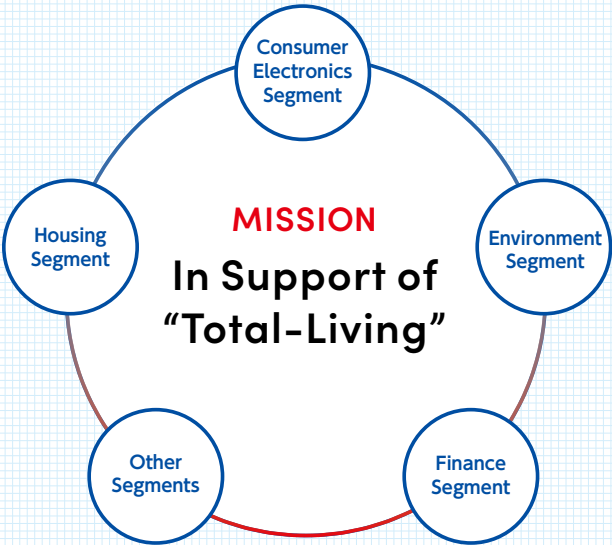 Consumer
Electronics
Segment
Housing
Segment
MISSION
In Support of
“Total-Living”
Environment
Segment
Other
Segments
Finance
Segment